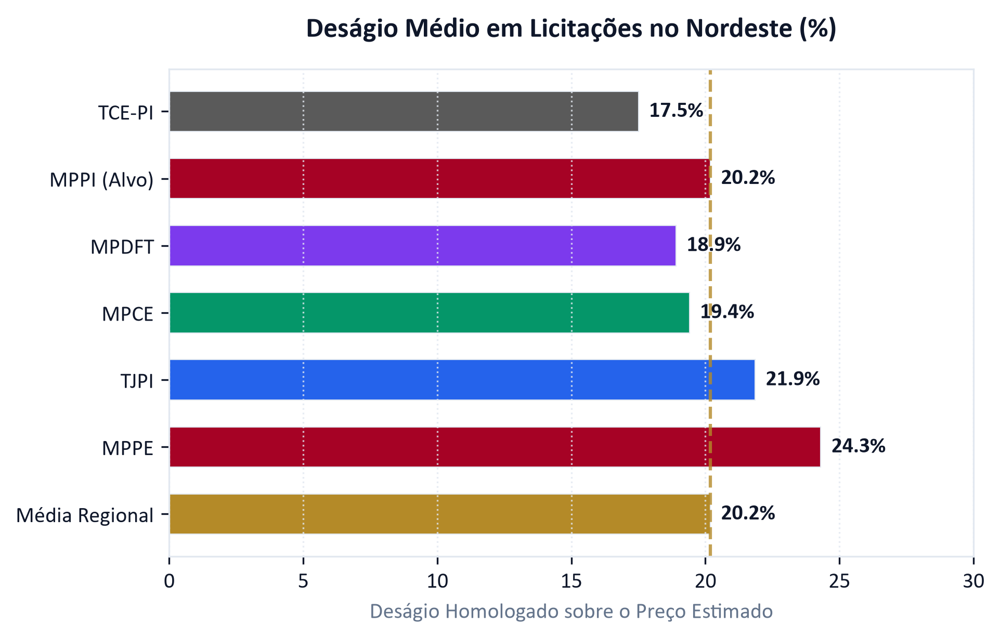 Deságio Médio em Licitações no Nordeste (%)
TCE-PI 17.5%
MPPI (Alvo) 20.2%
MPDFT 18.9%
MPCE 19.4%
TJPI 21.9%
MPPE 24.3%
Média Regional 20.2%
0 5 10 15 20 25 30
Deságio Homologado sobre o Preço Estimado